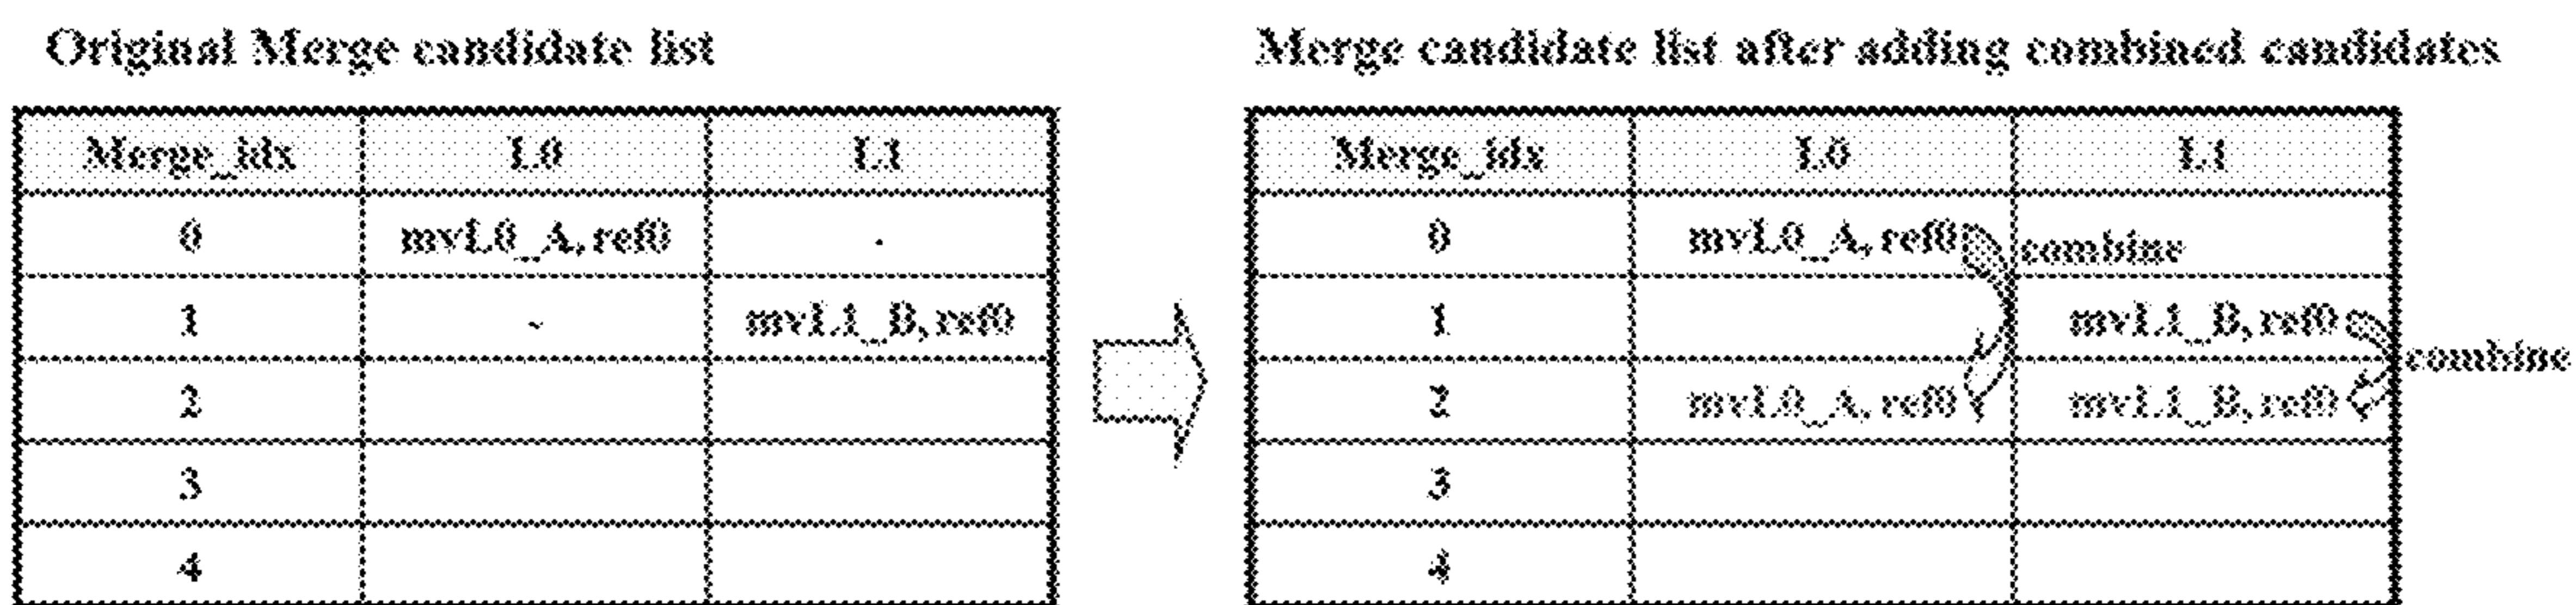 Original Merge candidate list
Merge candidate list after adding combined candidates
Merge_idx L0 L1
0 mvL0_A, ref0 -
1 - mvL1_B, ref0
2
3
4
Merge_idx L0 L1
0 mvL0_A, ref0 combine
1 mvL1_B, ref0
combine
2 mvL0_A, ref0 mvL1_B, ref0
3
4